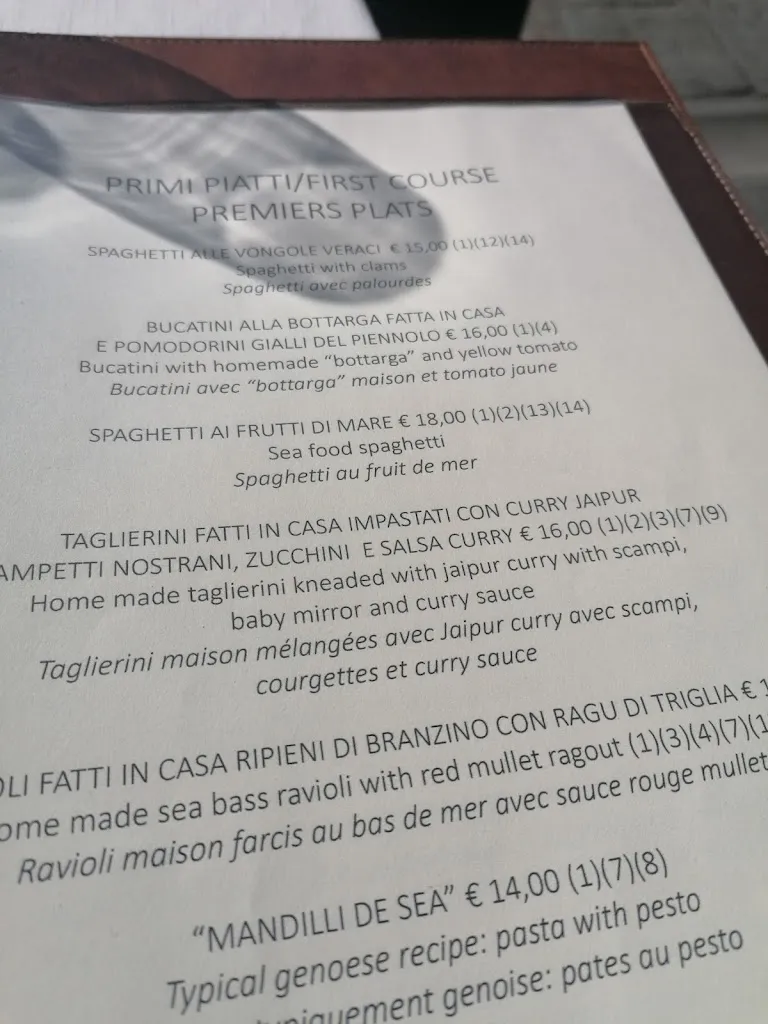 PRIMI PIATTI/FIRST COURSE
PREMIERS PLATS
SPAGHETTI ALLE VONGOLE VERACI € 15,00 (1)(12)(14)
Spaghetti with clams
Spaghetti avec palourdes
BUCATINI ALLA BOTTARGA FATTA IN CASA
E POMODORINI GIALLI DEL PIENNOLO € 16,00 (1)(4)
Bucatini with homemade “bottarga” and yellow tomato
Bucatini avec “bottarga” maison et tomato jaune
SPAGHETTI AI FRUTTI DI MARE € 18,00 (1)(2)(13)(14)
Sea food spaghetti
Spaghetti au fruit de mer
TAGLIERINI FATTI IN CASA IMPASTATI CON CURRY JAIPUR
AMPETTI NOSTRANI, ZUCCHINI E SALSA CURRY € 16,00 (1)(2)(3)(7)(9)
Home made taglierini kneaded with jaipur curry with scampi,
baby mirror and curry sauce
Taglierini maison mélangées avec Jaipur curry avec scampi,
courgettes et curry sauce
OLI FATTI IN CASA RIPIENI DI BRANZINO CON RAGU DI TRIGLIA € 1
ome made sea bass ravioli with red mullet ragout (1)(3)(4)(7)(1
Ravioli maison farcis au bas de mer avec sauce rouge mullet
“MANDILLI DE SEA” € 14,00 (1)(7)(8)
Typical genoese recipe: pasta with pesto
niquement genoise: pates au pesto